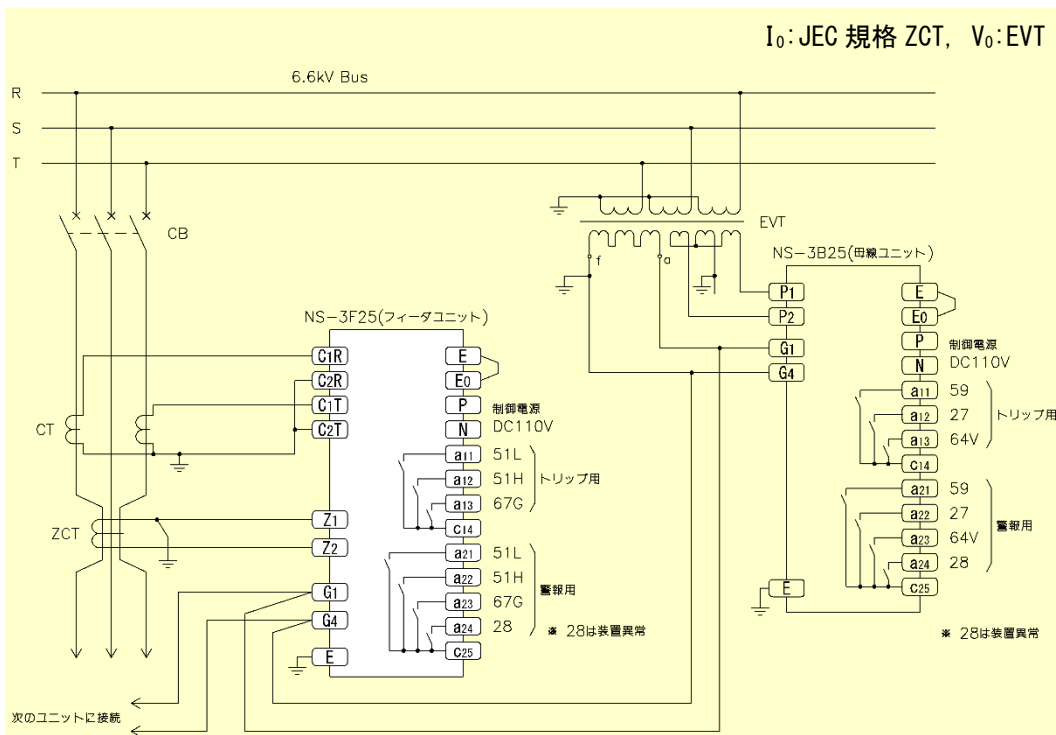 I₀:JEC 規格 ZCT, V₀:EVT
6.6kV Bus
R
S
T
CB
EVT
f
a
NS-3B25(母線ユニット)
P1
P2
G1
G4
E
E
E0
P
N
制御電源
DC110V
a11 59
a12 27
a13 64V
C14
トリップ用
a21 59
a22 27
a23 64V
a24 28
C25
警報用
※ 28は装置異常
NS-3F25(フィーダユニット)
C1R
C2R
C1T
C2T
Z1
Z2
G1
G4
E
E
E0
P
N
制御電源
DC110V
a11 51L
a12 51H
a13 67G
C14
トリップ用
a21 51L
a22 51H
a23 67G
a24 28
C25
警報用
※ 28は装置異常
CT
ZCT
次のユニットに接続